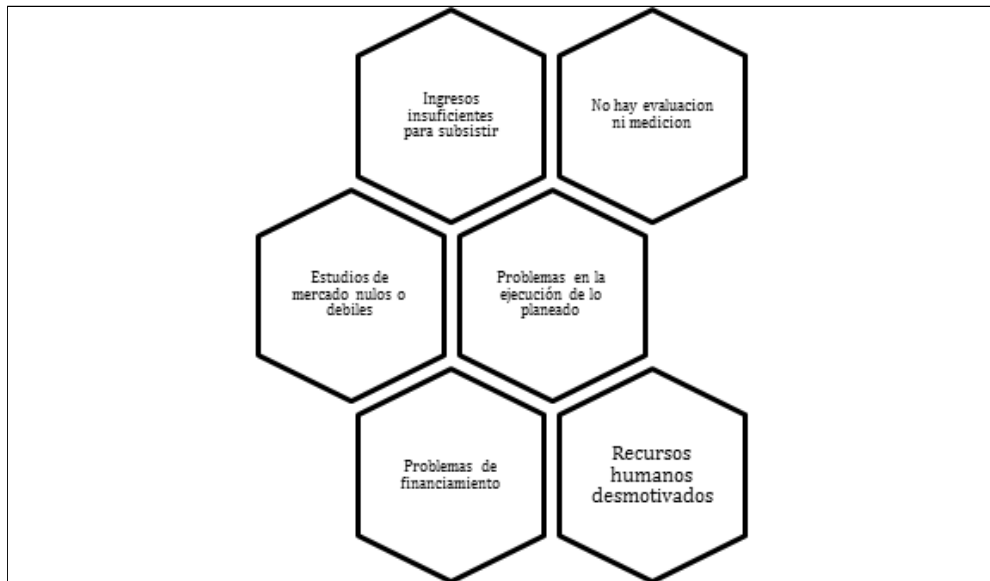 Ingresos
insuficientes
para subsistir
No hay evaluacion
ni medicion
Estudios de
mercado nulos o
debiles
Problemas en la
ejecución de lo
planeado
Problemas de
financiamiento
Recursos
humanos
desmotivados